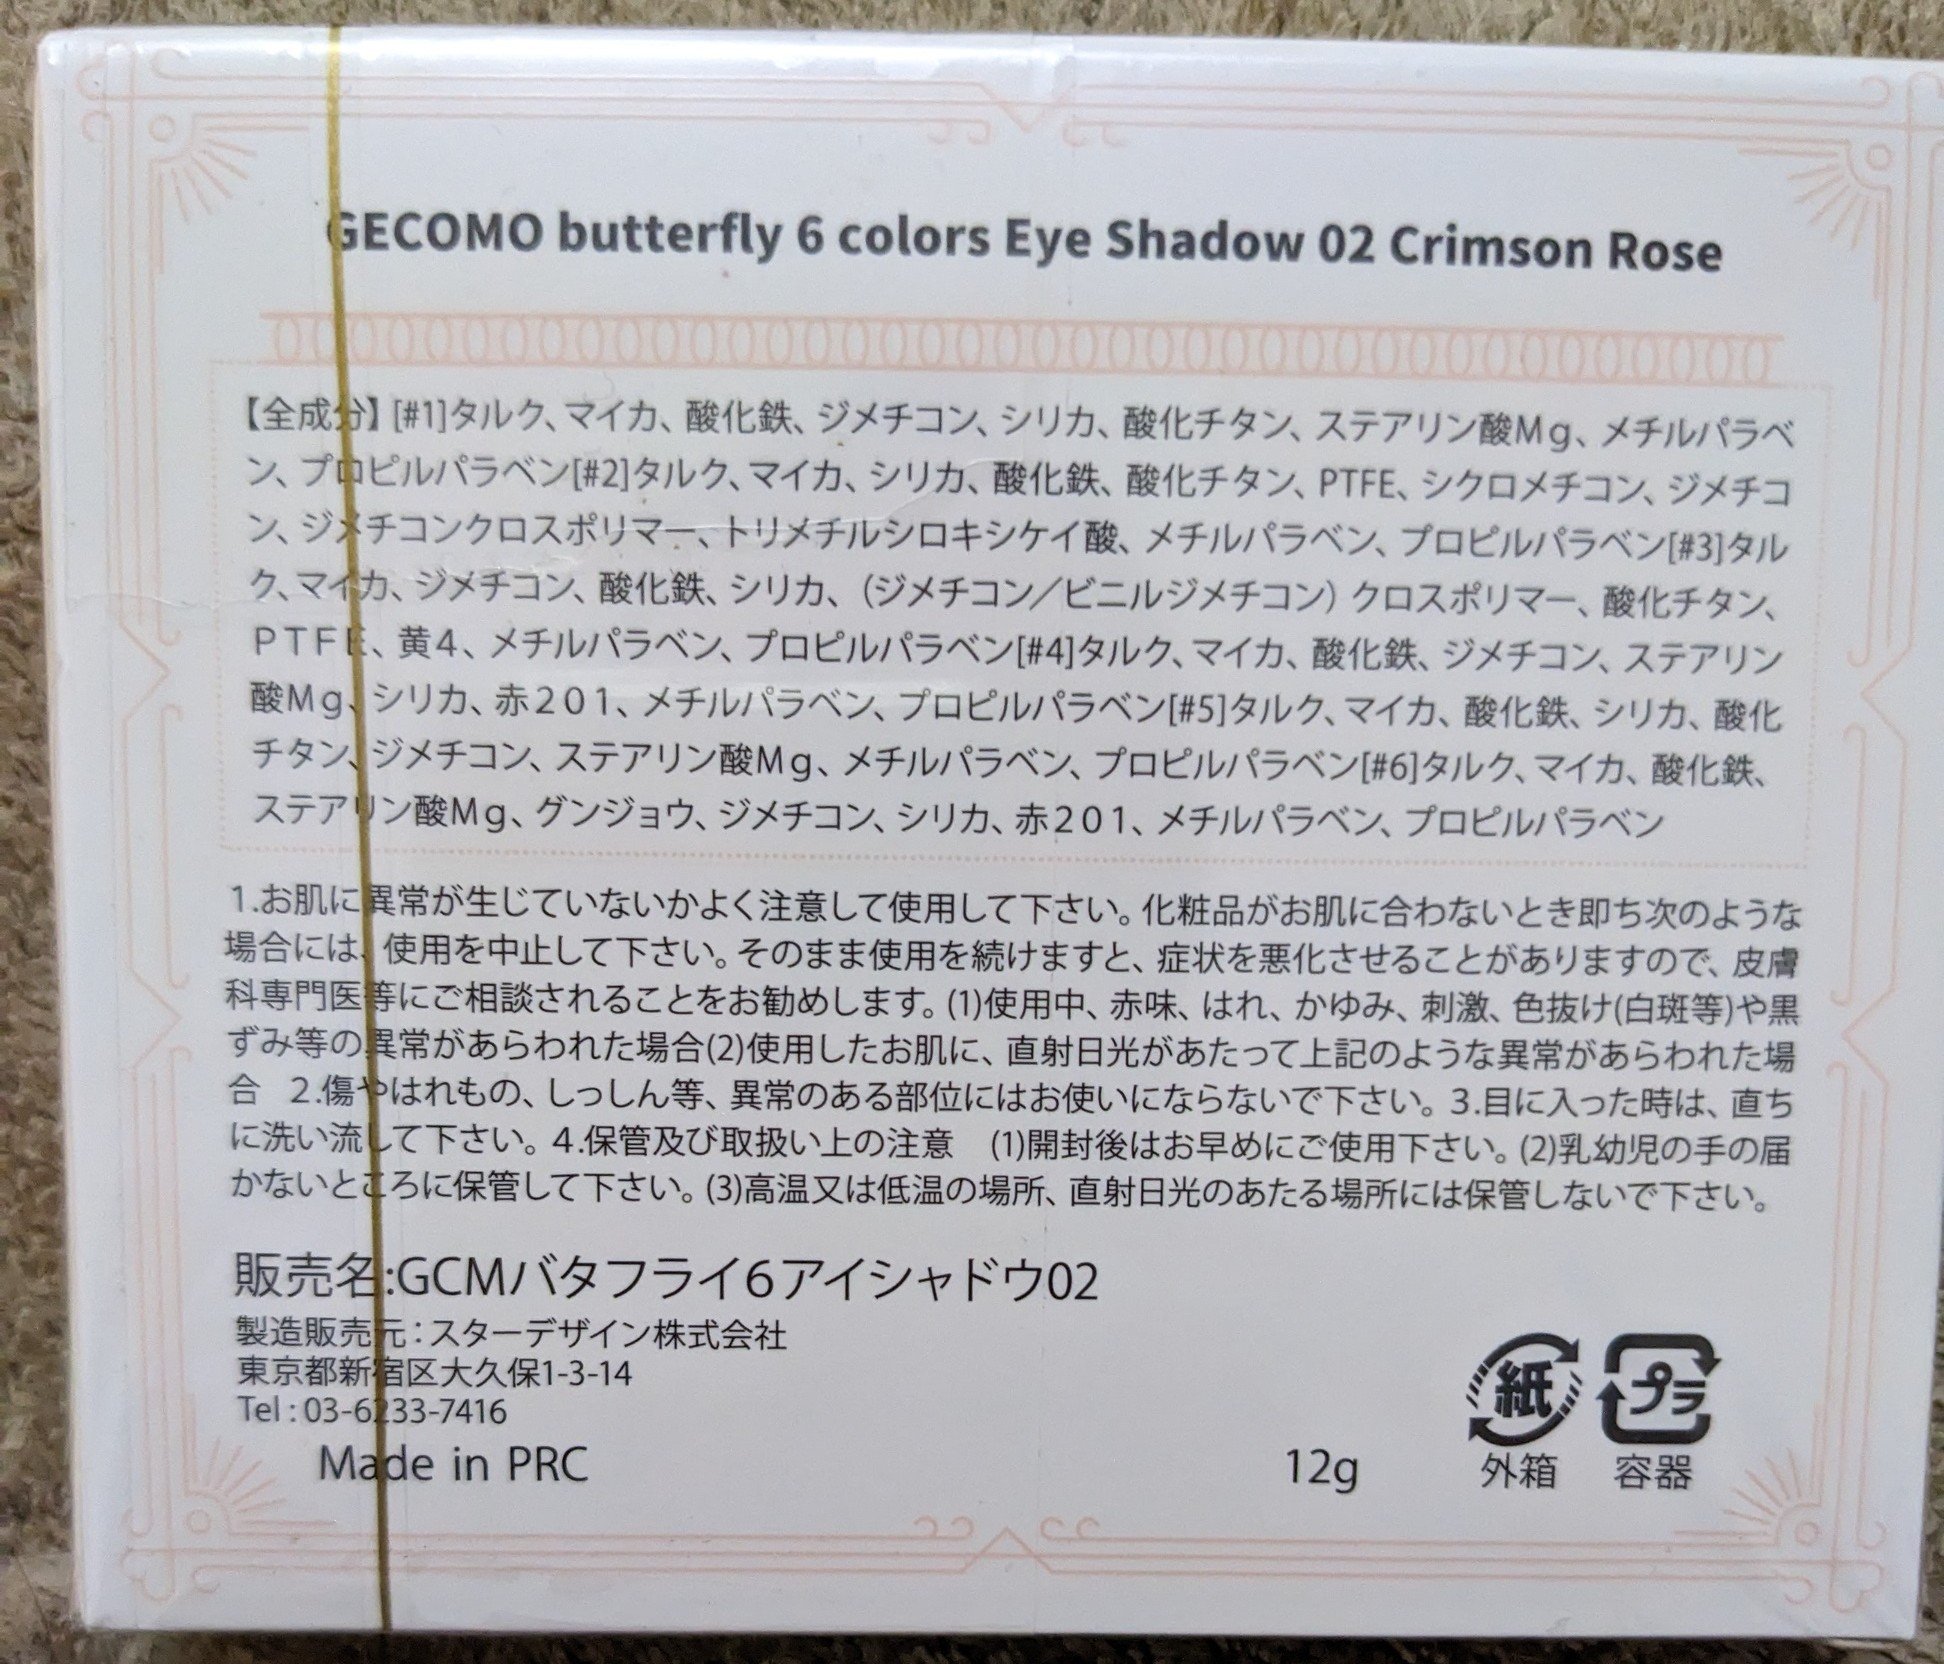 GECOMO butterfly 6 colors Eye Shadow 02 Crimson Rose
【全成分】[#1]タルク、マイカ、酸化鉄、ジメチコン、シリカ、酸化チタン、ステアリン酸Mg、メチルパラベ
ン、プロピルパラベン[#2]タルク、マイカ、シリカ、酸化鉄、酸化チタン、PTFE、シクロメチコン、ジメチコ
ン、ジメチコンクロスポリマー、トリメチルシロキシケイ酸、メチルパラベン、プロピルパラベン[#3]タル
ク、マイカ、ジメチコン、酸化鉄、シリカ、（ジメチコン／ビニルジメチコン）クロスポリマー、酸化チタン、
ＰＴＦＥ、黄４、メチルパラベン、プロピルパラベン[#4]タルク、マイカ、酸化鉄、ジメチコン、ステアリン
酸Mg、シリカ、赤２０１、メチルパラベン、プロピルパラベン[#5]タルク、マイカ、酸化鉄、シリカ、酸化
チタン、ジメチコン、ステアリン酸Mg、メチルパラベン、プロピルパラベン[#6]タルク、マイカ、酸化鉄、
ステアリン酸Mg、グンジョウ、ジメチコン、シリカ、赤２０１、メチルパラベン、プロピルパラベン
1.お肌に異常が生じていないかよく注意して使用して下さい。化粧品がお肌に合わないとき即ち次のような
場合には、使用を中止して下さい。そのまま使用を続けますと、症状を悪化させることがありますので、皮膚
科専門医等にご相談されることをお勧めします。(1)使用中、赤味、はれ、かゆみ、刺激、色抜け(白斑等)や黒
ずみ等の異常があらわれた場合(2)使用したお肌に、直射日光があたって上記のような異常があらわれた場
合 2.傷やはれもの、しっしん等、異常のある部位にはお使いにならないで下さい。3.目に入った時は、直ち
に洗い流して下さい。4.保管及び取扱い上の注意 (1)開封後はお早めにご使用下さい。(2)乳幼児の手の届
かないところに保管して下さい。(3)高温又は低温の場所、直射日光のあたる場所には保管しないで下さい。
販売名:GCMバタフライ6アイシャドウ02
製造販売元：スターデザイン株式会社
東京都新宿区大久保1-3-14
Tel：03-6233-7416
Made in PRC
12g
紙
外箱
プラ
容器